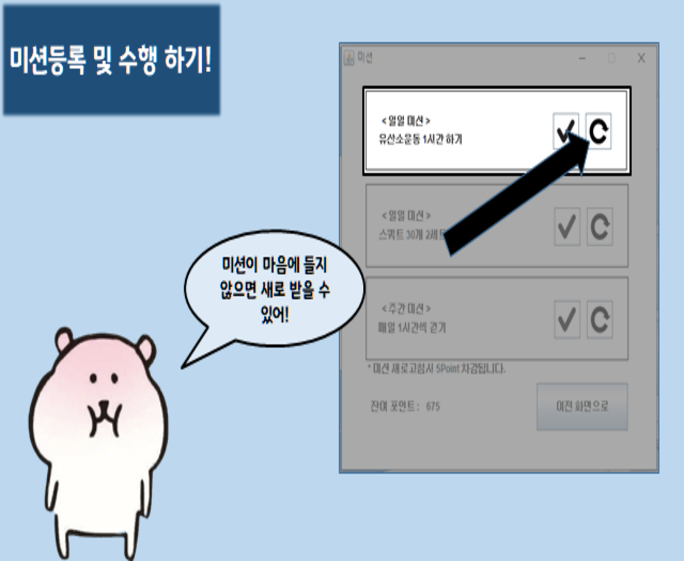 미션등록 및 수행 하기!
미션
< 일일 미션 >
유산소운동 1시간 하기
< 일일 미션 >
스쿼트 30개 2세트
< 주간 미션 >
매일 1시간씩 걷기
* 미션 새로고침시 5Point 차감됩니다.
잔여 포인트 : 675
이전 화면으로
미션이 마음에 들지
않으면 새로 받을 수
있어!